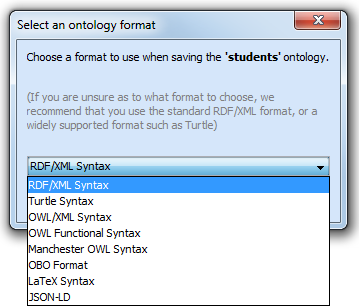 Select an ontology format
Choose a format to use when saving the 'students' ontology.
(If you are unsure as to what format to choose, we
recommend that you use the standard RDF/XML format, or a
widely supported format such as Turtle)
RDF/XML Syntax
RDF/XML Syntax
Turtle Syntax
OWL/XML Syntax
OWL Functional Syntax
Manchester OWL Syntax
OBO Format
LaTeX Syntax
JSON-LD